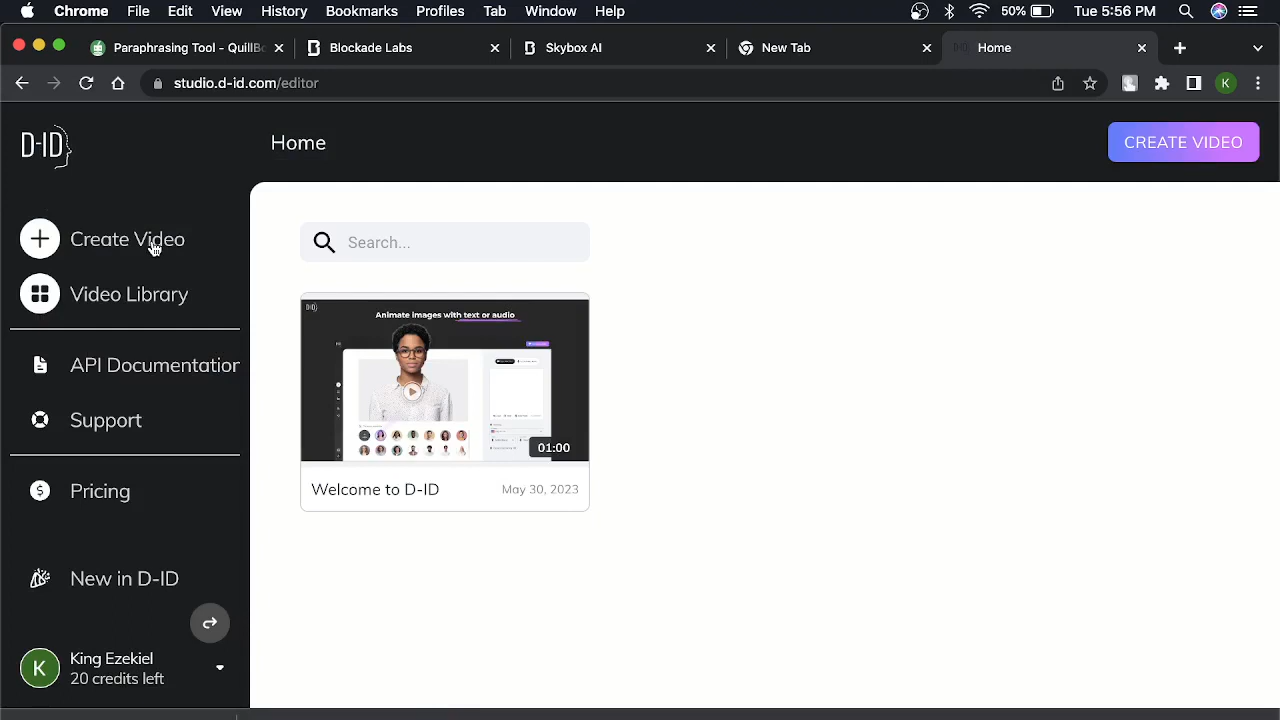 Chrome File Edit View History Bookmarks Profiles Tab Window Help 50% Tue 5:56 PM
Paraphrasing Tool - QuillB Blockade Labs Skybox AI New Tab Home
studio.d-id.com/editor K
D-ID Home CREATE VIDEO
Create Video
Search...
Video Library
D-ID
Animate images with text or audio
API Documentation
Support
01:00
Welcome to D-ID May 30, 2023
Pricing
New in D-ID
K King Ezekiel
20 credits left